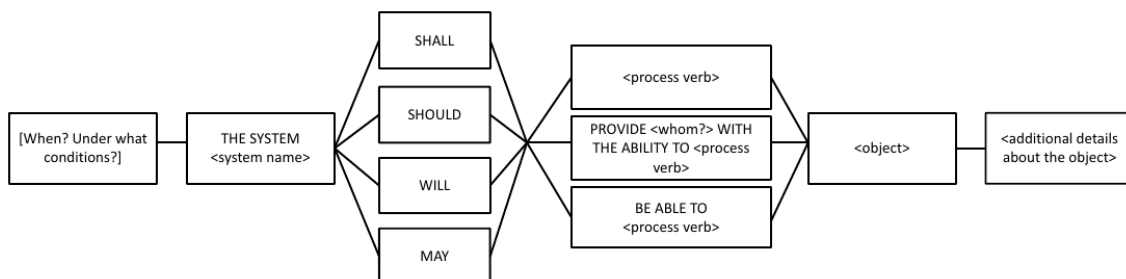 [When? Under what
conditions?]
THE SYSTEM
<system name>
SHALL
SHOULD
WILL
MAY
<process verb>
PROVIDE <whom?> WITH
THE ABILITY TO <process
verb>
BE ABLE TO
<process verb>
<object>
<additional details
about the object>